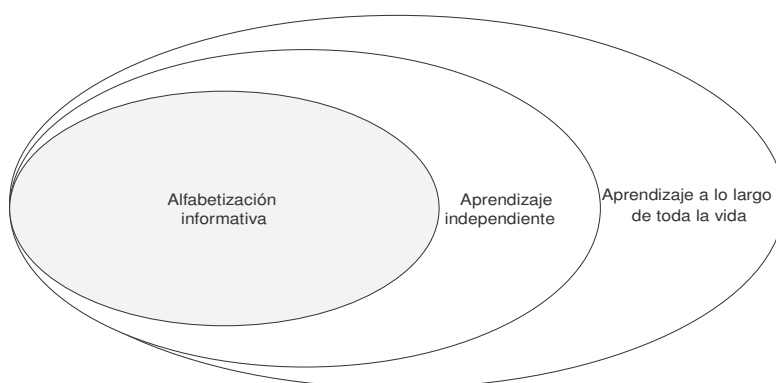 Alfabetización
informativa
Aprendizaje
independiente
Aprendizaje a lo largo
de toda la vida